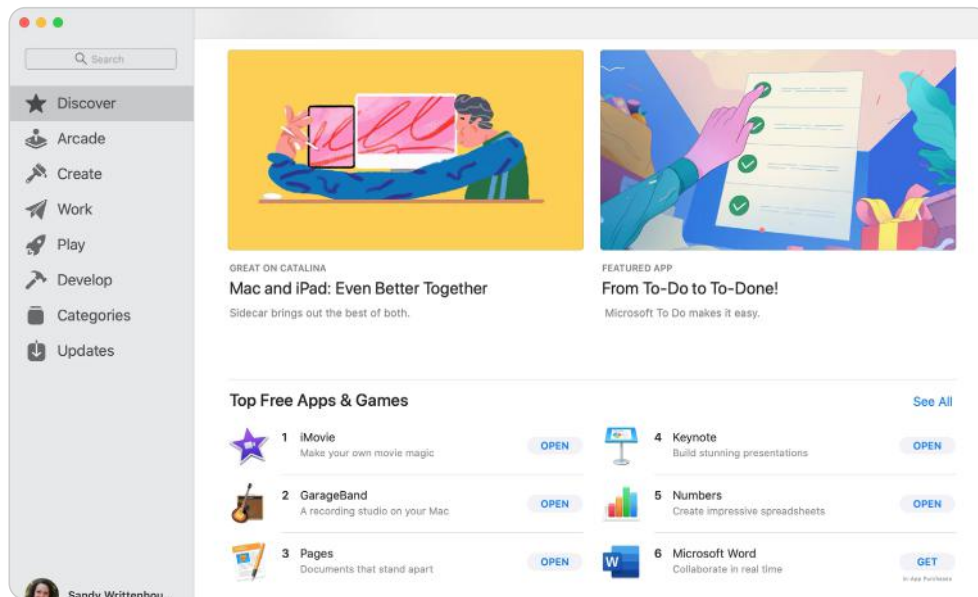 Search
Discover
Arcade
Create
Work
Play
Develop
Categories
Updates
Sandy Writtenhou...
GREAT ON CATALINA
Mac and iPad: Even Better Together
Sidecar brings out the best of both.
FEATURED APP
From To-Do to To-Done!
Microsoft To Do makes it easy.
Top Free Apps & Games
See All
1 iMovie
Make your own movie magic
OPEN
4 Keynote
Build stunning presentations
OPEN
2 GarageBand
A recording studio on your Mac
OPEN
5 Numbers
Create impressive spreadsheets
OPEN
3 Pages
Documents that stand apart
OPEN
W
6 Microsoft Word
Collaborate in real time
GET
In App Purchases